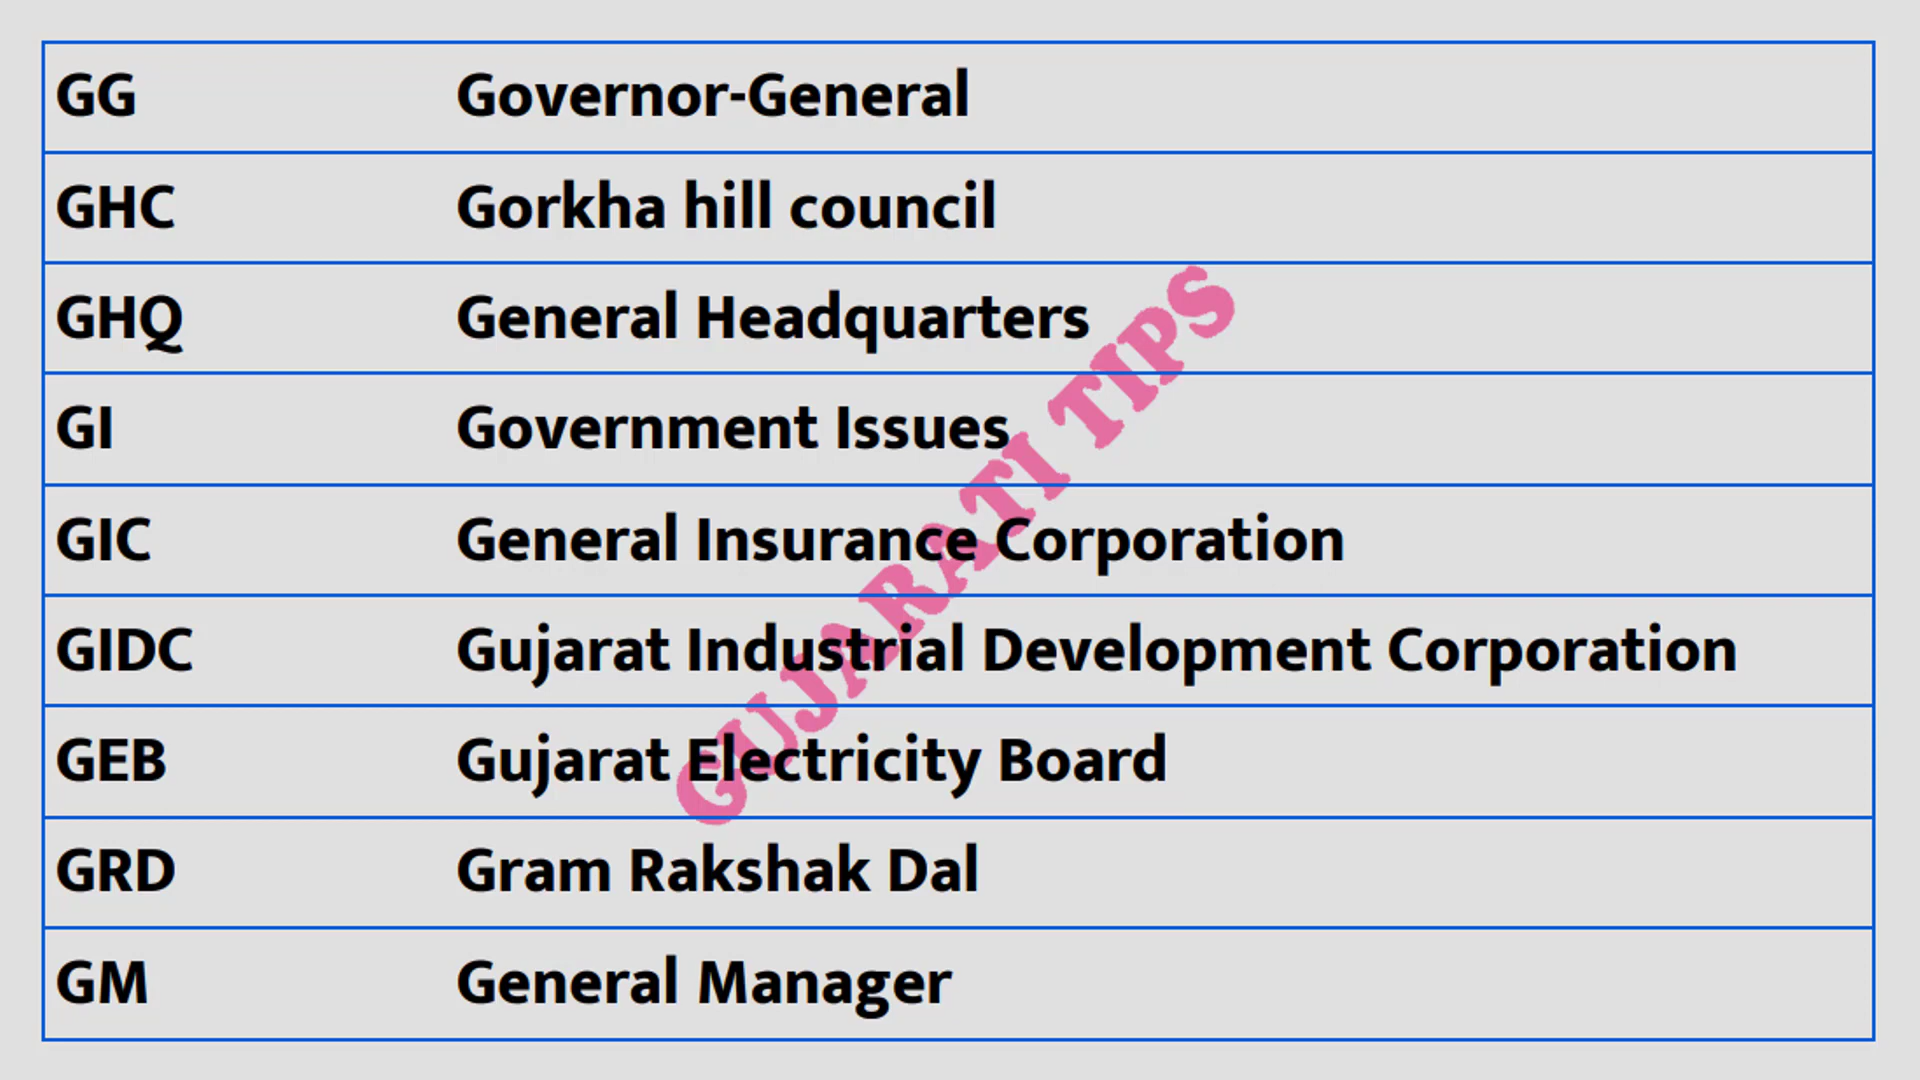 GG Governor-General
GHC Gorkha hill council
GHQ General Headquarters
GI Government Issues
GIC General Insurance Corporation
GIDC Gujarat Industrial Development Corporation
GEB Gujarat Electricity Board
GRD Gram Rakshak Dal
GM General Manager
GUJARATI TIPS